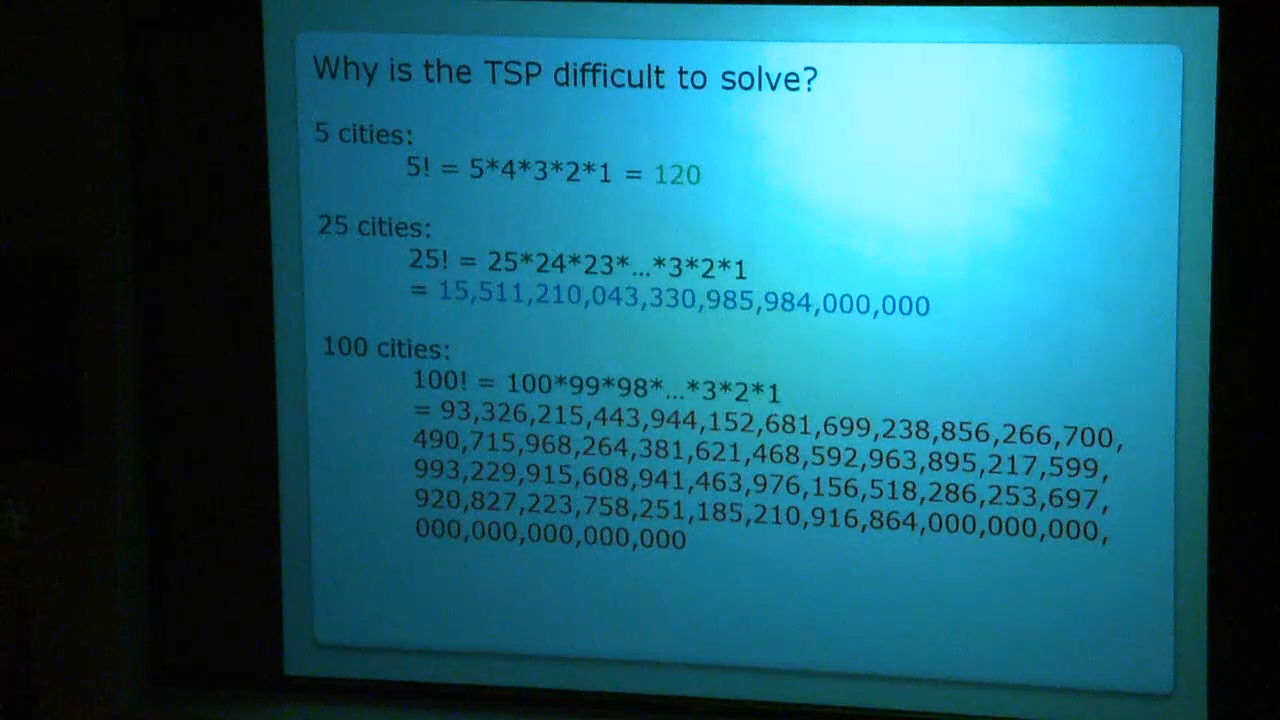 Why is the TSP difficult to solve?
5 cities:
5! = 5*4*3*2*1 = 120
25 cities:
25! = 25*24*23*...*3*2*1
= 15,511,210,043,330,985,984,000,000
100 cities:
100! = 100*99*98*...*3*2*1
= 93,326,215,443,944,152,681,699,238,856,266,700,
490,715,968,264,381,621,468,592,963,895,217,599,
993,229,915,608,941,463,976,156,518,286,253,697,
920,827,223,758,251,185,210,916,864,000,000,000,
000,000,000,000,000